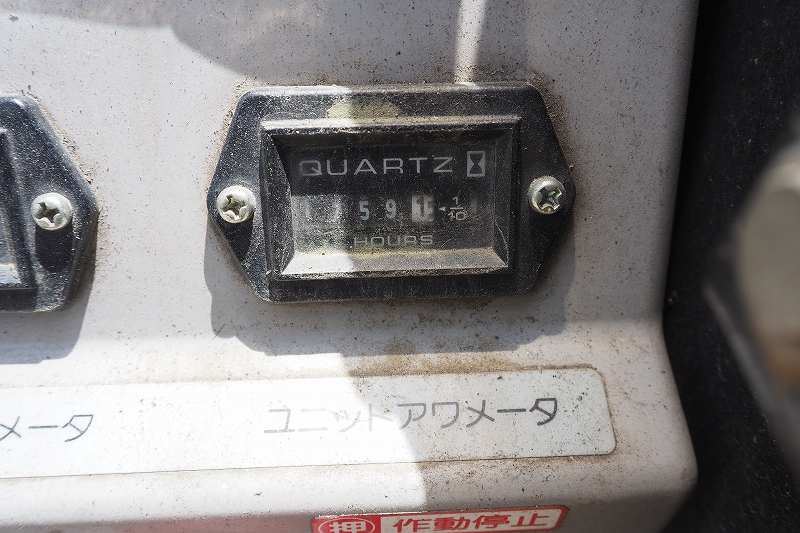 QUARTZ
59
1/10
HOURS
メータ
ユニットアワメータ
押 作動停止